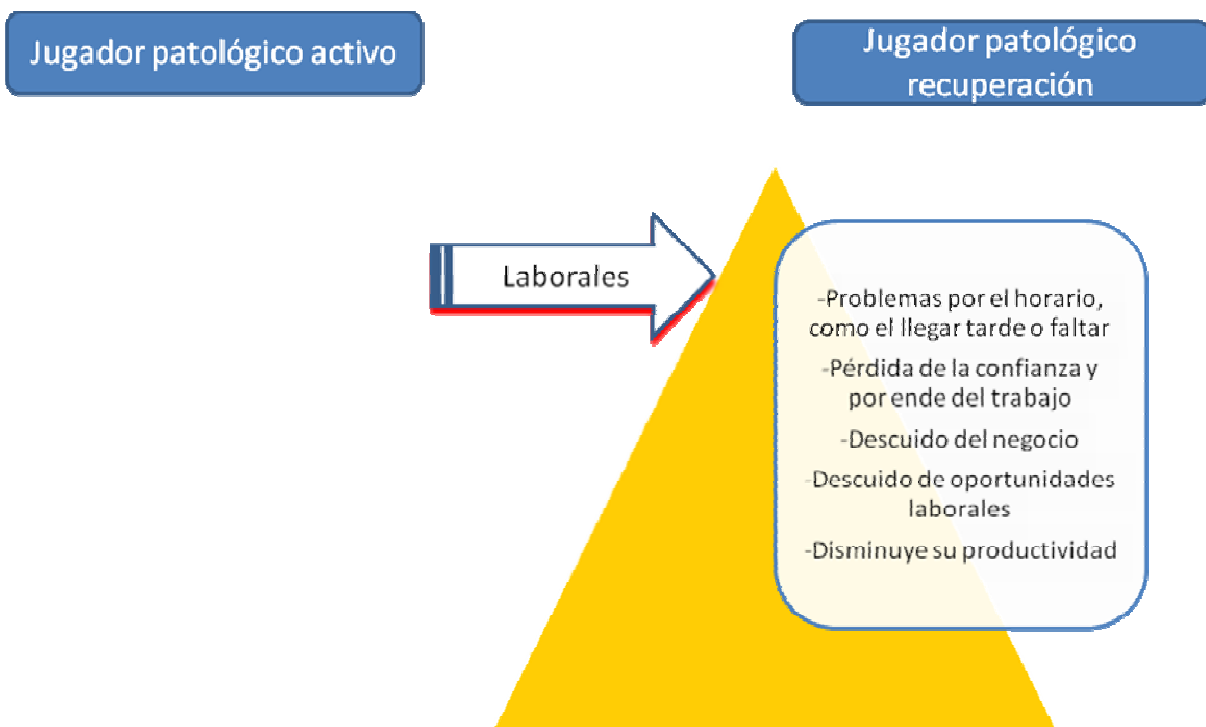 Jugador patológico activo
Jugador patológico
recuperación
Laborales
-Problemas por el horario,
como el llegar tarde o faltar
-Pérdida de la confianza y
por ende del trabajo
-Descuido del negocio
-Descuido de oportunidades
laborales
-Disminuye su productividad